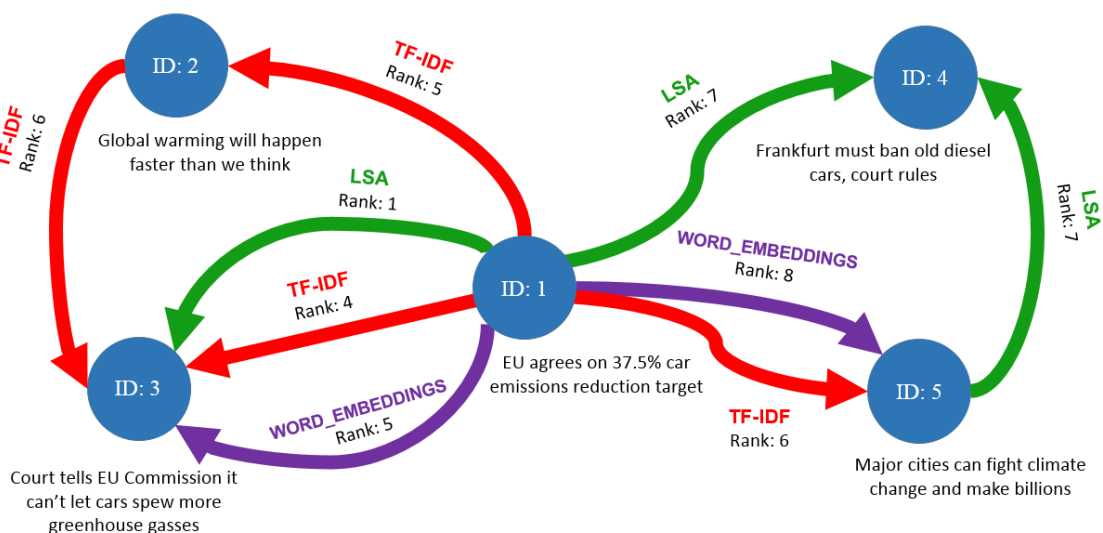 ID: 2
Global warming will happen
faster than we think
TF-IDF
Rank: 6
TF-IDF
Rank: 5
LSA
Rank: 1
TF-IDF
Rank: 4
WORD_EMBEDDINGS
Rank: 5
ID: 3
Court tells EU Commission it
can’t let cars spew more
greenhouse gasses
ID: 1
EU agrees on 37.5% car
emissions reduction target
LSA
Rank: 7
ID: 4
Frankfurt must ban old diesel
cars, court rules
WORD_EMBEDDINGS
Rank: 8
TF-IDF
Rank: 6
LSA
Rank: 7
ID: 5
Major cities can fight climate
change and make billions